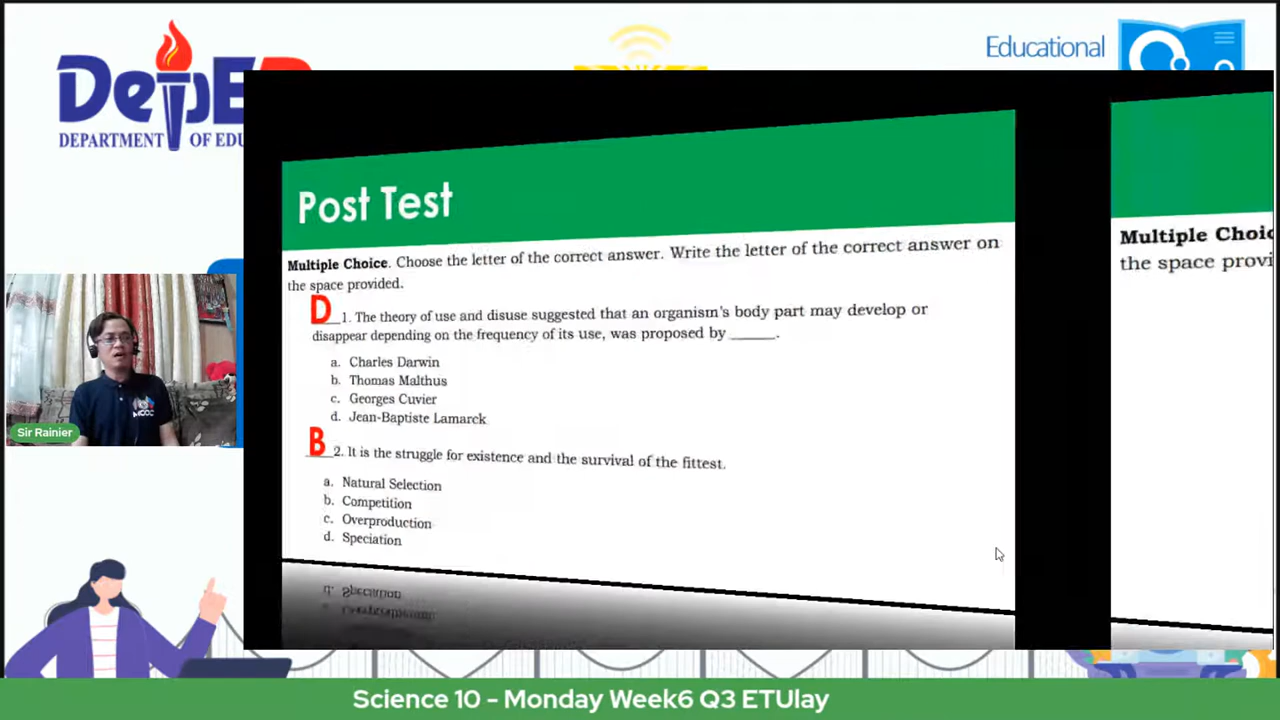 DepED
DEPARTMENT OF EDU
Educational
Post Test
Multiple Choice. Choose the letter of the correct answer. Write the letter of the correct answer on
the space provided.
D 1. The theory of use and disuse suggested that an organism's body part may develop or
disappear depending on the frequency of its use, was proposed by ______.
a. Charles Darwin
b. Thomas Malthus
c. Georges Cuvier
d. Jean-Baptiste Lamarck
B 2. It is the struggle for existence and the survival of the fittest.
a. Natural Selection
b. Competition
c. Overproduction
d. Speciation
Multiple Choic
the space provi
Sir Rainier
Science 10 - Monday Week6 Q3 ETUlay